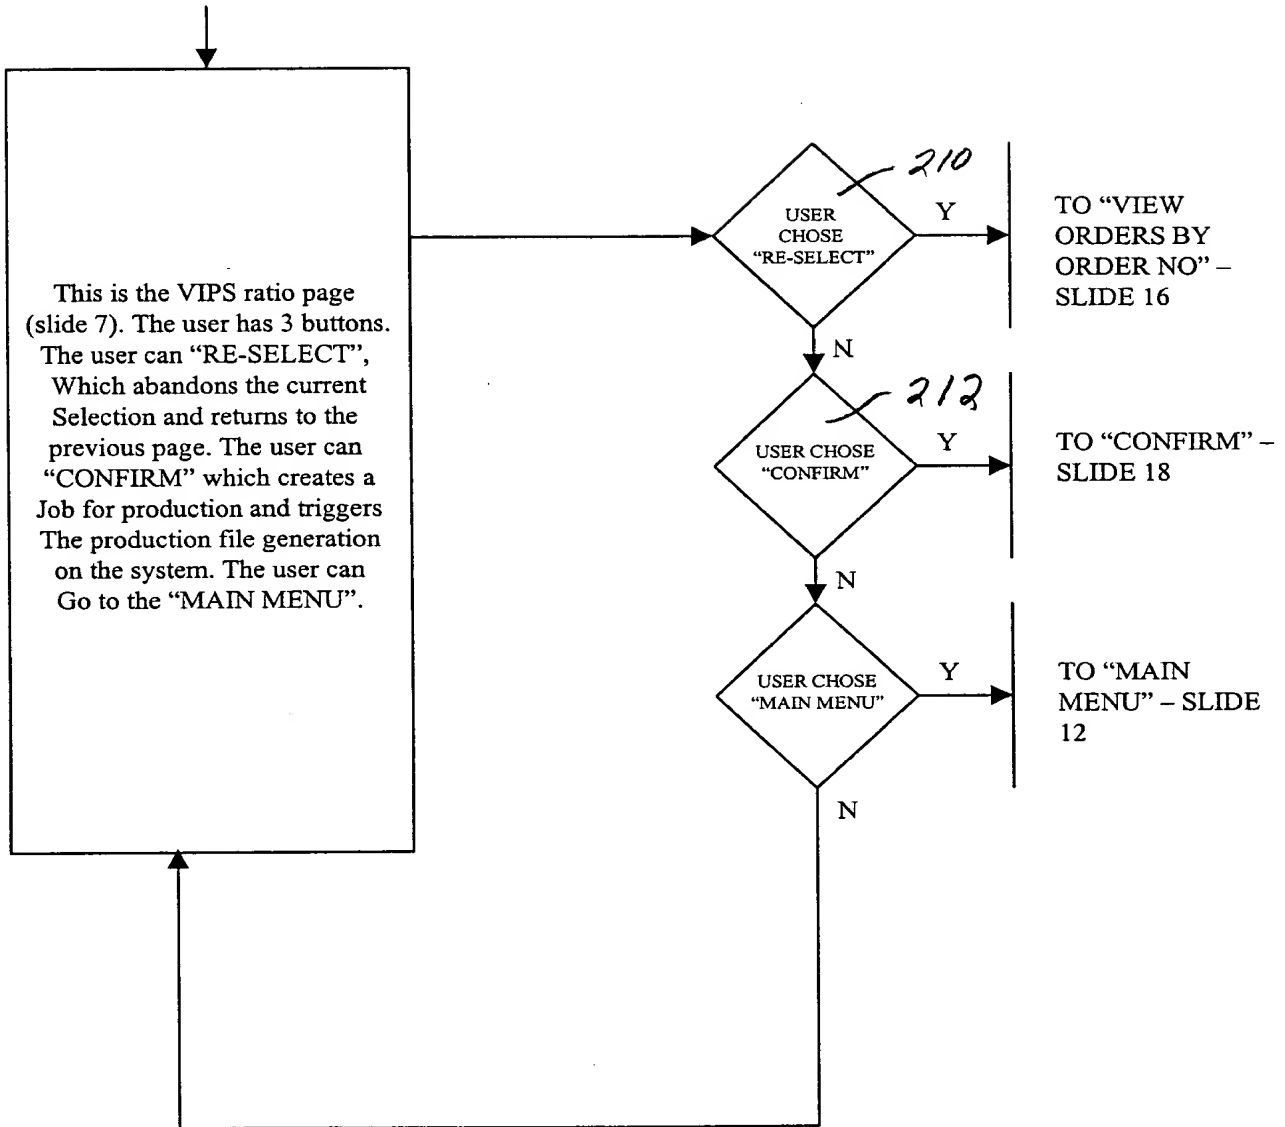 This is the VIPS ratio page
(slide 7). The user has 3 buttons.
The user can “RE-SELECT”,
Which abandons the current
Selection and returns to the
previous page. The user can
“CONFIRM” which creates a
Job for production and triggers
The production file generation
on the system. The user can
Go to the “MAIN MENU”.
210
USER
CHOSE
“RE-SELECT”
Y
TO “VIEW
ORDERS BY
ORDER NO” –
SLIDE 16
N
212
USER CHOSE
“CONFIRM”
Y
TO “CONFIRM” –
SLIDE 18
N
USER CHOSE
“MAIN MENU”
Y
TO “MAIN
MENU” – SLIDE
12
N